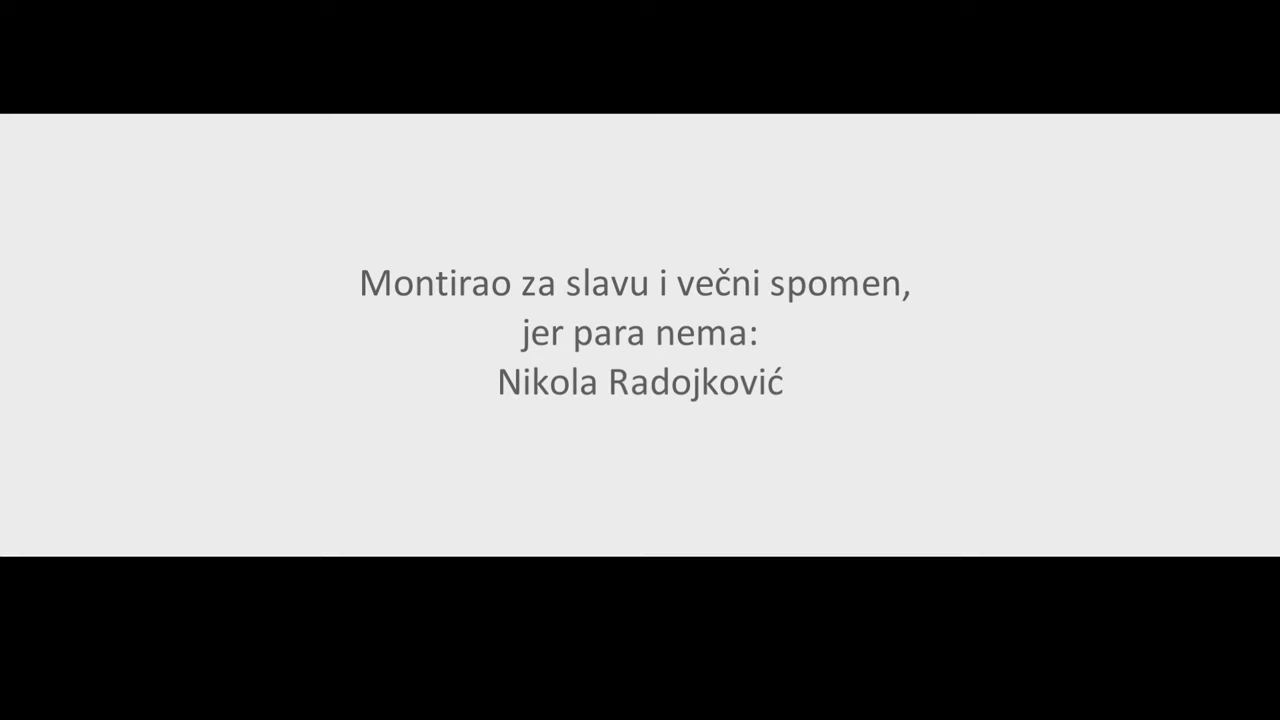 Montirao za slavu i večni spomen,
jer para nema:
Nikola Radojković